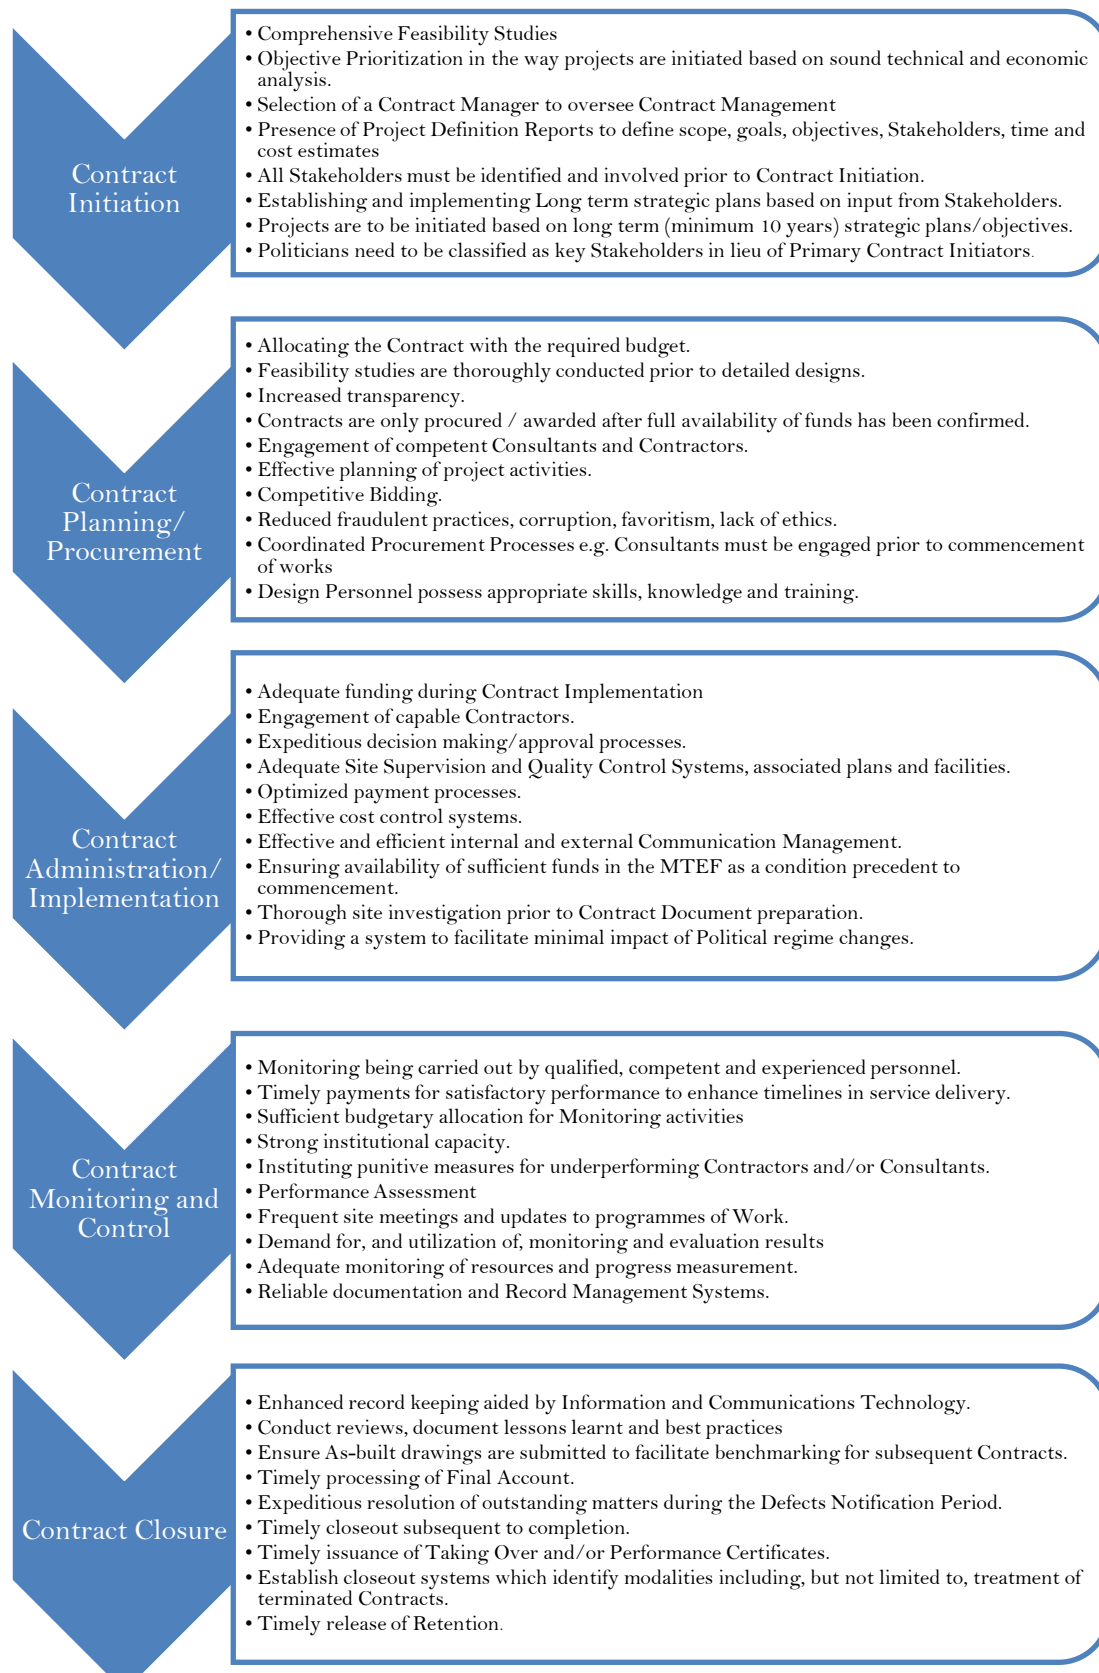 Contract
Initiation
• Comprehensive Feasibility Studies
• Objective Prioritization in the way projects are initiated based on sound technical and economic
analysis.
• Selection of a Contract Manager to oversee Contract Management
• Presence of Project Definition Reports to define scope, goals, objectives, Stakeholders, time and
cost estimates
• All Stakeholders must be identified and involved prior to Contract Initiation.
• Establishing and implementing Long term strategic plans based on input from Stakeholders.
• Projects are to be initiated based on long term (minimum 10 years) strategic plans/objectives.
• Politicians need to be classified as key Stakeholders in lieu of Primary Contract Initiators.
Contract
Planning/
Procurement
• Allocating the Contract with the required budget.
• Feasibility studies are thoroughly conducted prior to detailed designs.
• Increased transparency.
• Contracts are only procured / awarded after full availability of funds has been confirmed.
• Engagement of competent Consultants and Contractors.
• Effective planning of project activities.
• Competitive Bidding.
• Reduced fraudulent practices, corruption, favoritism, lack of ethics.
• Coordinated Procurement Processes e.g. Consultants must be engaged prior to commencement
of works
• Design Personnel possess appropriate skills, knowledge and training.
Contract
Administration/
Implementation
• Adequate funding during Contract Implementation
• Engagement of capable Contractors.
• Expeditious decision making/approval processes.
• Adequate Site Supervision and Quality Control Systems, associated plans and facilities.
• Optimized payment processes.
• Effective cost control systems.
• Effective and efficient internal and external Communication Management.
• Ensuring availability of sufficient funds in the MTEF as a condition precedent to
commencement.
• Thorough site investigation prior to Contract Document preparation.
• Providing a system to facilitate minimal impact of Political regime changes.
Contract
Monitoring and
Control
• Monitoring being carried out by qualified, competent and experienced personnel.
• Timely payments for satisfactory performance to enhance timelines in service delivery.
• Sufficient budgetary allocation for Monitoring activities
• Strong institutional capacity.
• Instituting punitive measures for underperforming Contractors and/or Consultants.
• Performance Assessment
• Frequent site meetings and updates to programmes of Work.
• Demand for, and utilization of, monitoring and evaluation results
• Adequate monitoring of resources and progress measurement.
• Reliable documentation and Record Management Systems.
Contract Closure
• Enhanced record keeping aided by Information and Communications Technology.
• Conduct reviews, document lessons learnt and best practices
• Ensure As-built drawings are submitted to facilitate benchmarking for subsequent Contracts.
• Timely processing of Final Account.
• Expeditious resolution of outstanding matters during the Defects Notification Period.
• Timely closeout subsequent to completion.
• Timely issuance of Taking Over and/or Performance Certificates.
• Establish closeout systems which identify modalities including, but not limited to, treatment of
terminated Contracts.
• Timely release of Retention.